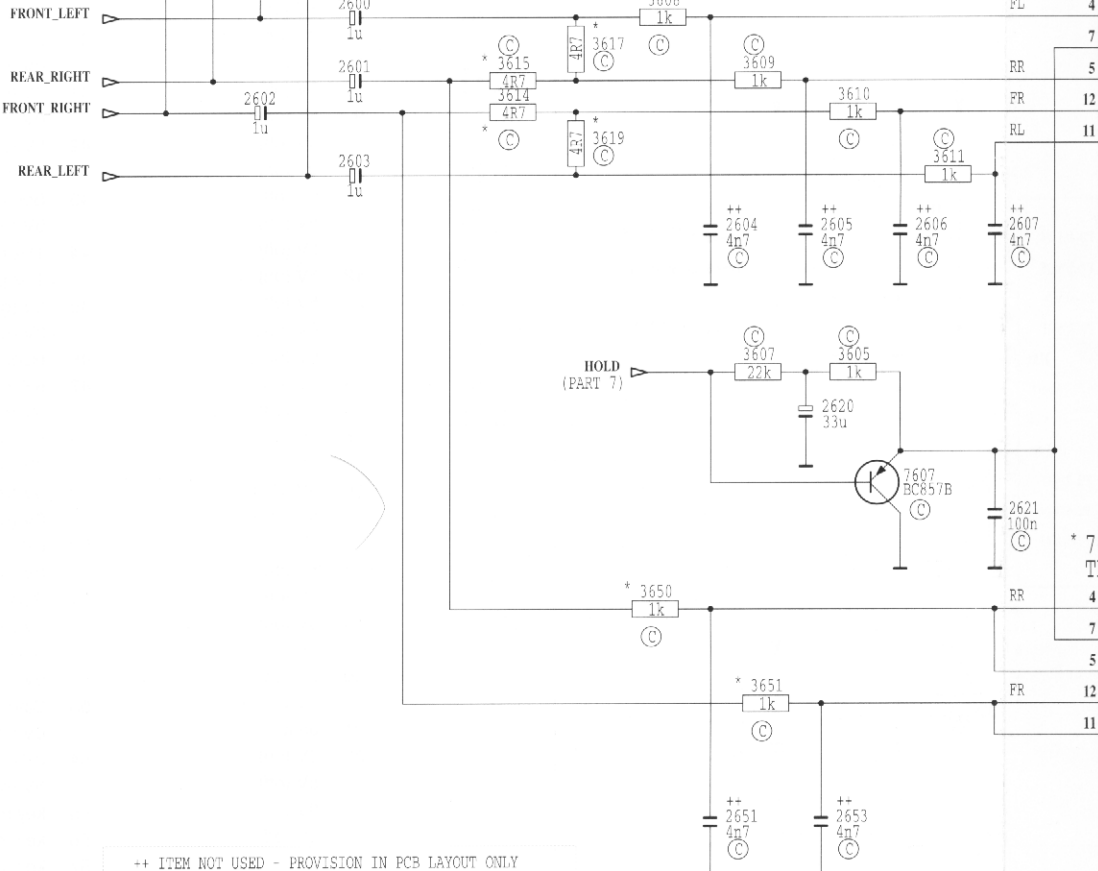 2600
FRONT_LEFT
1u
3608
1k
FL
4
4R7
*
3617
C
C
7
REAR_RIGHT
2601
1u
*
C
3615
4R7
C
3609
1k
RR
5
FRONT_RIGHT
2602
1u
3614
4R7
*
C
3610
1k
C
FR
12
4R7
*
3619
C
RL
11
REAR_LEFT
2603
1u
C
3611
1k
++
2604
4n7
C
++
2605
4n7
C
++
2606
4n7
C
++
2607
4n7
C
HOLD
(PART 7)
C
3607
22k
C
3605
1k
2620
33u
7607
BC857B
C
2621
100n
C
* 7
*
3650
1k
C
RR
4
7
5
*
3651
1k
C
FR
12
11
++
2651
4n7
C
++
2653
4n7
C
++ ITEM NOT USED - PROVISION IN PCB LAYOUT ONLY